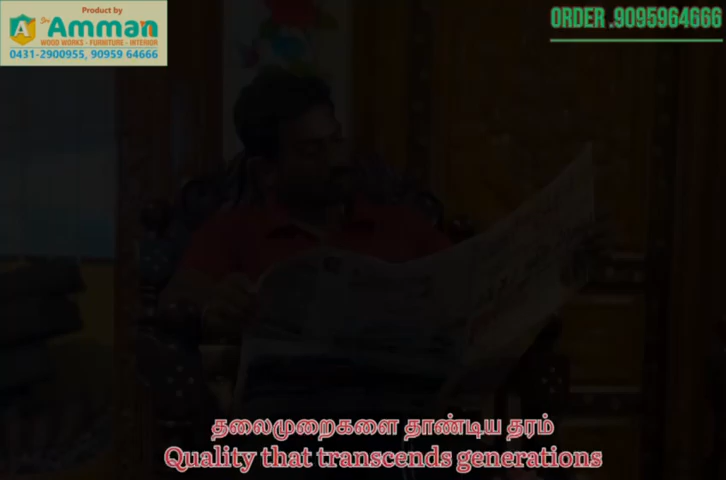 Product by
Sri Amman
WOOD WORKS - FURNITURE - INTERIOR
0431-2900955, 90959 64666
ORDER .9095964666
தலைமுறைகளை தாண்டிய தரம்
Quality that transcends generations